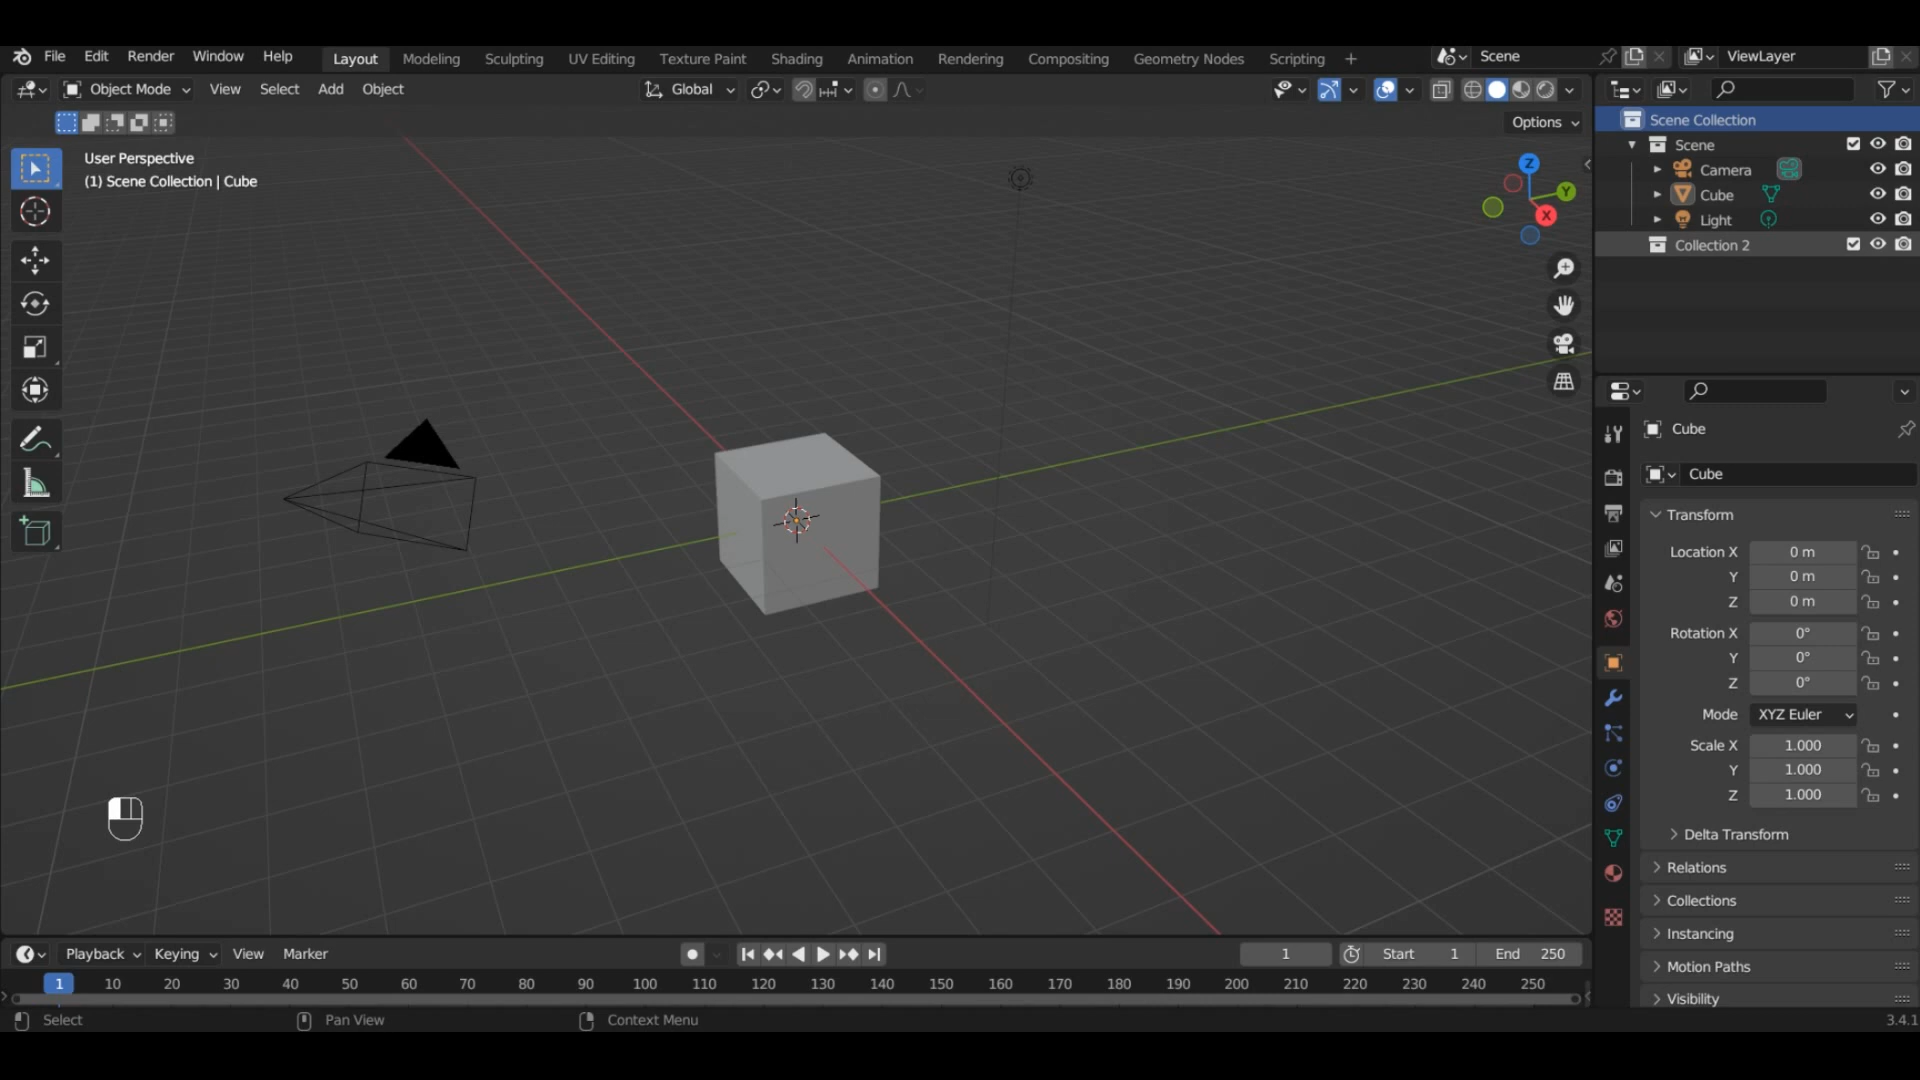 File Edit Render Window Help Layout Modeling Sculpting UV Editing Texture Paint Shading Animation Rendering Compositing Geometry Nodes Scripting + Scene ViewLayer
Object Mode View Select Add Object Global
Options
User Perspective
(1) Scene Collection | Cube
Z
Y
X
Scene Collection
Scene
Camera
Cube
Light
Collection 2
Cube
Cube
Transform
Location X 0 m
Y 0 m
Z 0 m
Rotation X 0°
Y 0°
Z 0°
Mode XYZ Euler
Scale X 1.000
Y 1.000
Z 1.000
Delta Transform
Relations
Collections
Instancing
Motion Paths
Visibility
Playback Keying View Marker 1 Start 1 End 250
1 10 20 30 40 50 60 70 80 90 100 110 120 130 140 150 160 170 180 190 200 210 220 230 240 250
Select Pan View Context Menu 3.4.1